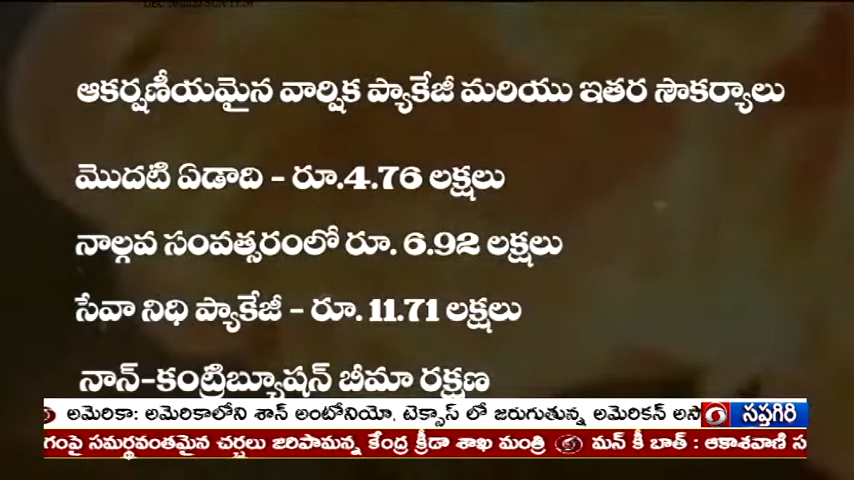 ఆకర్షణీయమైన వార్షిక ప్యాకేజీ మరియు ఇతర సౌకర్యాలు
మొదటి ఏడాది - రూ.4.76 లక్షలు
నాల్గవ సంవత్సరంలో రూ. 6.92 లక్షలు
సేవా నిధి ప్యాకేజీ - రూ. 11.71 లక్షలు
నాన్-కంట్రిబ్యూషన్ బీమా రక్షణ
అమెరికా: అమెరికాలోని శాన్ అంటోనియో, టెక్సాస్ లో జరుగుతున్న అమెరికన్
సప్తగిరి
సమర్థవంతమైన చర్చలు జరిపామన్న కేంద్ర క్రీడా శాఖ మంత్రి మన్ కీ బాత్ : ఆకాశవాణి